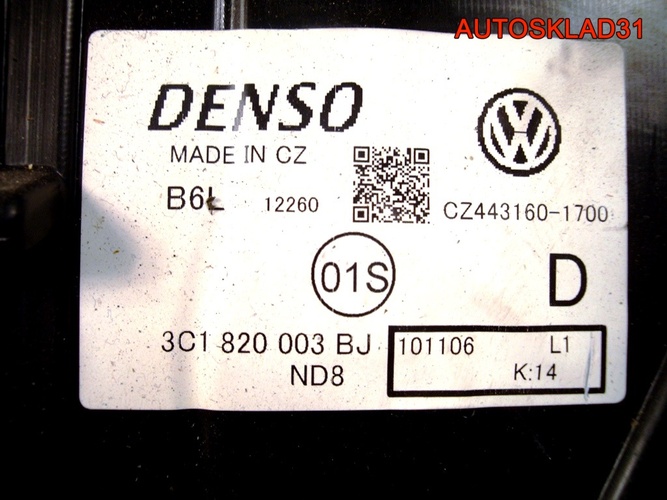 AUTOSKLAD31
DENSO
MADE IN CZ
B6L 12260
CZ443160-1700
01S
D
3C1 820 003 BJ
ND8
101106 L1
K:14